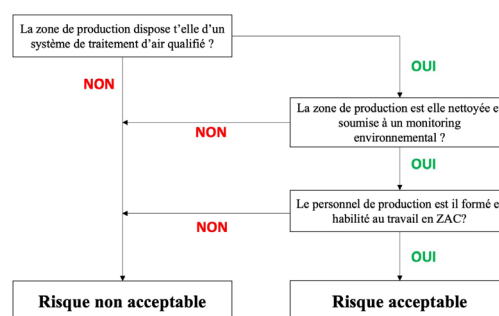 La zone de production dispose t'elle d'un
système de traitement d'air qualifié ?
OUI
NON
La zone de production est elle nettoyée e
soumise à un monitoring
environnemental ?
NON
OUI
Le personnel de production est il formé e
habilité au travail en ZAC?
NON
OUI
Risque non acceptable
Risque acceptable